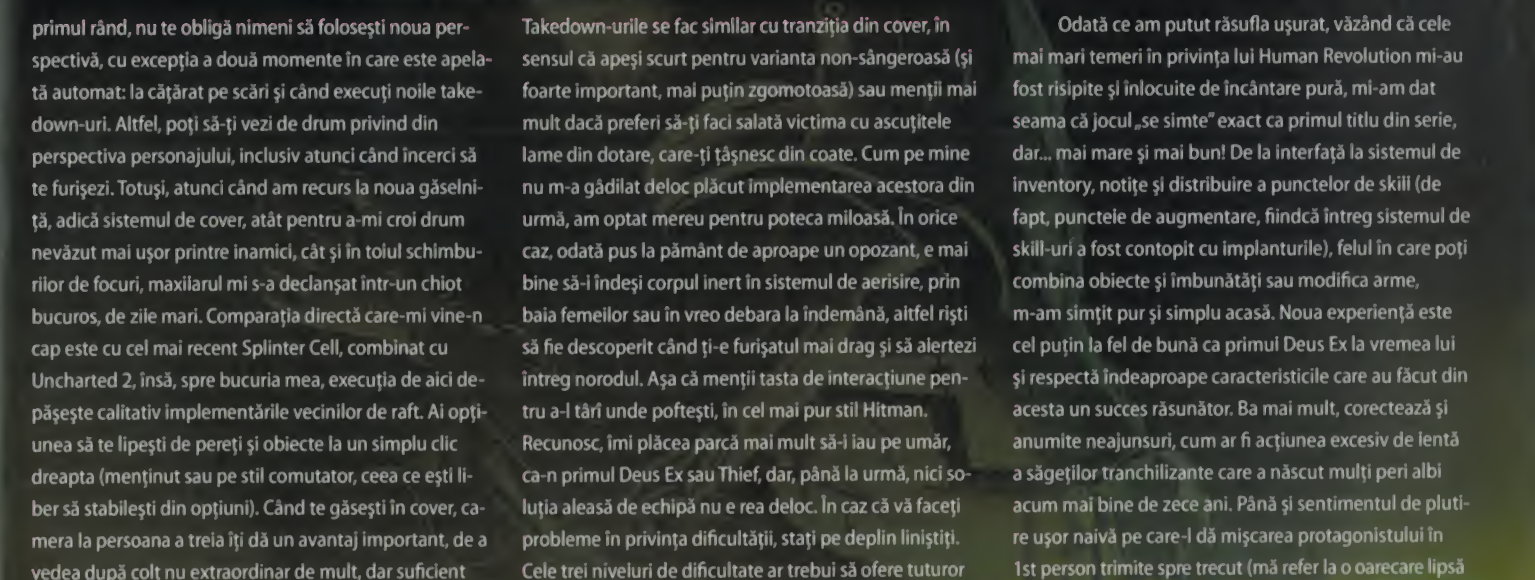 primul rând, nu te obligă nimeni să folosești noua per-
spectivă, cu excepția a două momente în care este apela-
tă automat: la cățărat pe scări și când execuți noile take-
down-uri. Altfel, poți să-ți vezi de drum privind din
perspectiva personajului, inclusiv atunci când încerci să
te furișezi. Totuși, atunci când am recurs la noua găselni-
ță, adică sistemul de cover, atât pentru a-mi croi drum
nevăzut mai ușor printre inamici, cât și în toiul schimbu-
rilor de focuri, maxilarul mi s-a declanșat într-un chiot
bucuros, de zile mari. Comparația directă care-mi vine-n
cap este cu cel mai recent Splinter Cell, combinat cu
Uncharted 2, însă, spre bucuria mea, execuția de aici de-
pășește calitativ implementările vecinilor de raft. Ai opți-
unea să te lipești de pereți și obiecte la un simplu clic
dreapta (menținut sau pe stil comutator, ceea ce ești li-
ber să stabilești din opțiuni). Când te găsești în cover, ca-
mera la persoana a treia îți dă un avantaj important, de a
vedea după colț nu extraordinar de mult, dar suficient
Takedown-urile se fac similar cu tranziția din cover, în
sensul că apeși scurt pentru varianta non-sângeroasă (și
foarte important, mai puțin zgomotoasă) sau menții mai
mult dacă preferi să-ți faci salată victima cu ascuțitele
lame din dotare, care-ți țâșnesc din coate. Cum pe mine
nu m-a gâdilat deloc plăcut implementarea acestora din
urmă, am optat mereu pentru poteca miloasă. În orice
caz, odată pus la pământ de aproape un opozant, e mai
bine să-i îndeși corpul inert în sistemul de aerisire, prin
baia femeilor sau în vreo debara la îndemână, altfel riști
să fie descoperit când ți-e furișatul mai drag și să alertezi
întreg norodul. Așa că menții tasta de interacțiune pen-
tru a-l târî unde poftești, în cel mai pur stil Hitman.
Recunosc, îmi plăcea parcă mai mult să-i iau pe umăr,
ca-n primul Deus Ex sau Thief, dar, până la urmă, nici so-
luția aleasă de echipă nu e rea deloc. În caz că vă faceți
probleme în privința dificultății, stați pe deplin liniștiți.
Cele trei niveluri de dificultate ar trebui să ofere tuturor
Odată ce am putut răsufla ușurat, văzând că cele
mai mari temeri în privința lui Human Revolution mi-au
fost risipite și înlocuite de încântare pură, mi-am dat
seama că jocul „se simte” exact ca primul titlu din serie,
dar... mai mare și mai bun! De la interfață la sistemul de
inventory, notițe și distribuire a punctelor de skill (de
fapt, punctele de augmentare, fiindcă întreg sistemul de
skill-uri a fost contopit cu implanturile), felul în care poți
combina obiecte și îmbunătăți sau modifica arme,
m-am simțit pur și simplu acasă. Noua experiență este
cel puțin la fel de bună ca primul Deus Ex la vremea lui
și respectă îndeaproape caracteristicile care au făcut din
acesta un succes răsunător. Ba mai mult, corectează și
anumite neajunsuri, cum ar fi acțiunea excesiv de lentă
a săgeților tranchilizante care a născut mulți peri albi
acum mai bine de zece ani. Până și sentimentul de pluti-
re ușor naivă pe care-l dă mișcarea protagonistului în
1st person trimite spre trecut (mă refer la o oarecare lipsă